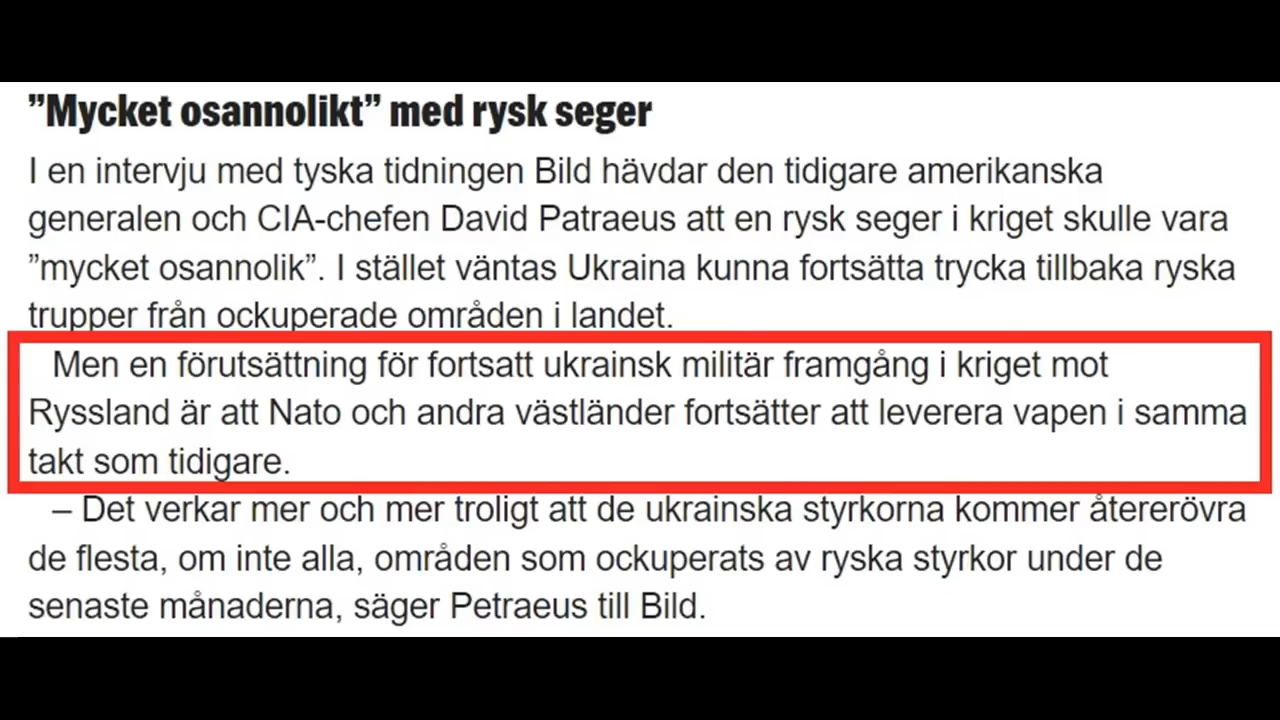 ”Mycket osannolikt” med rysk seger
I en intervju med tyska tidningen Bild hävdar den tidigare amerikanska
generalen och CIA-chefen David Patraeus att en rysk seger i kriget skulle vara
”mycket osannolik”. I stället väntas Ukraina kunna fortsätta trycka tillbaka ryska
trupper från ockuperade områden i landet.
Men en förutsättning för fortsatt ukrainsk militär framgång i kriget mot
Ryssland är att Nato och andra västländer fortsätter att leverera vapen i samma
takt som tidigare.
– Det verkar mer och mer troligt att de ukrainska styrkorna kommer återerövra
de flesta, om inte alla, områden som ockuperats av ryska styrkor under de
senaste månaderna, säger Petraeus till Bild.